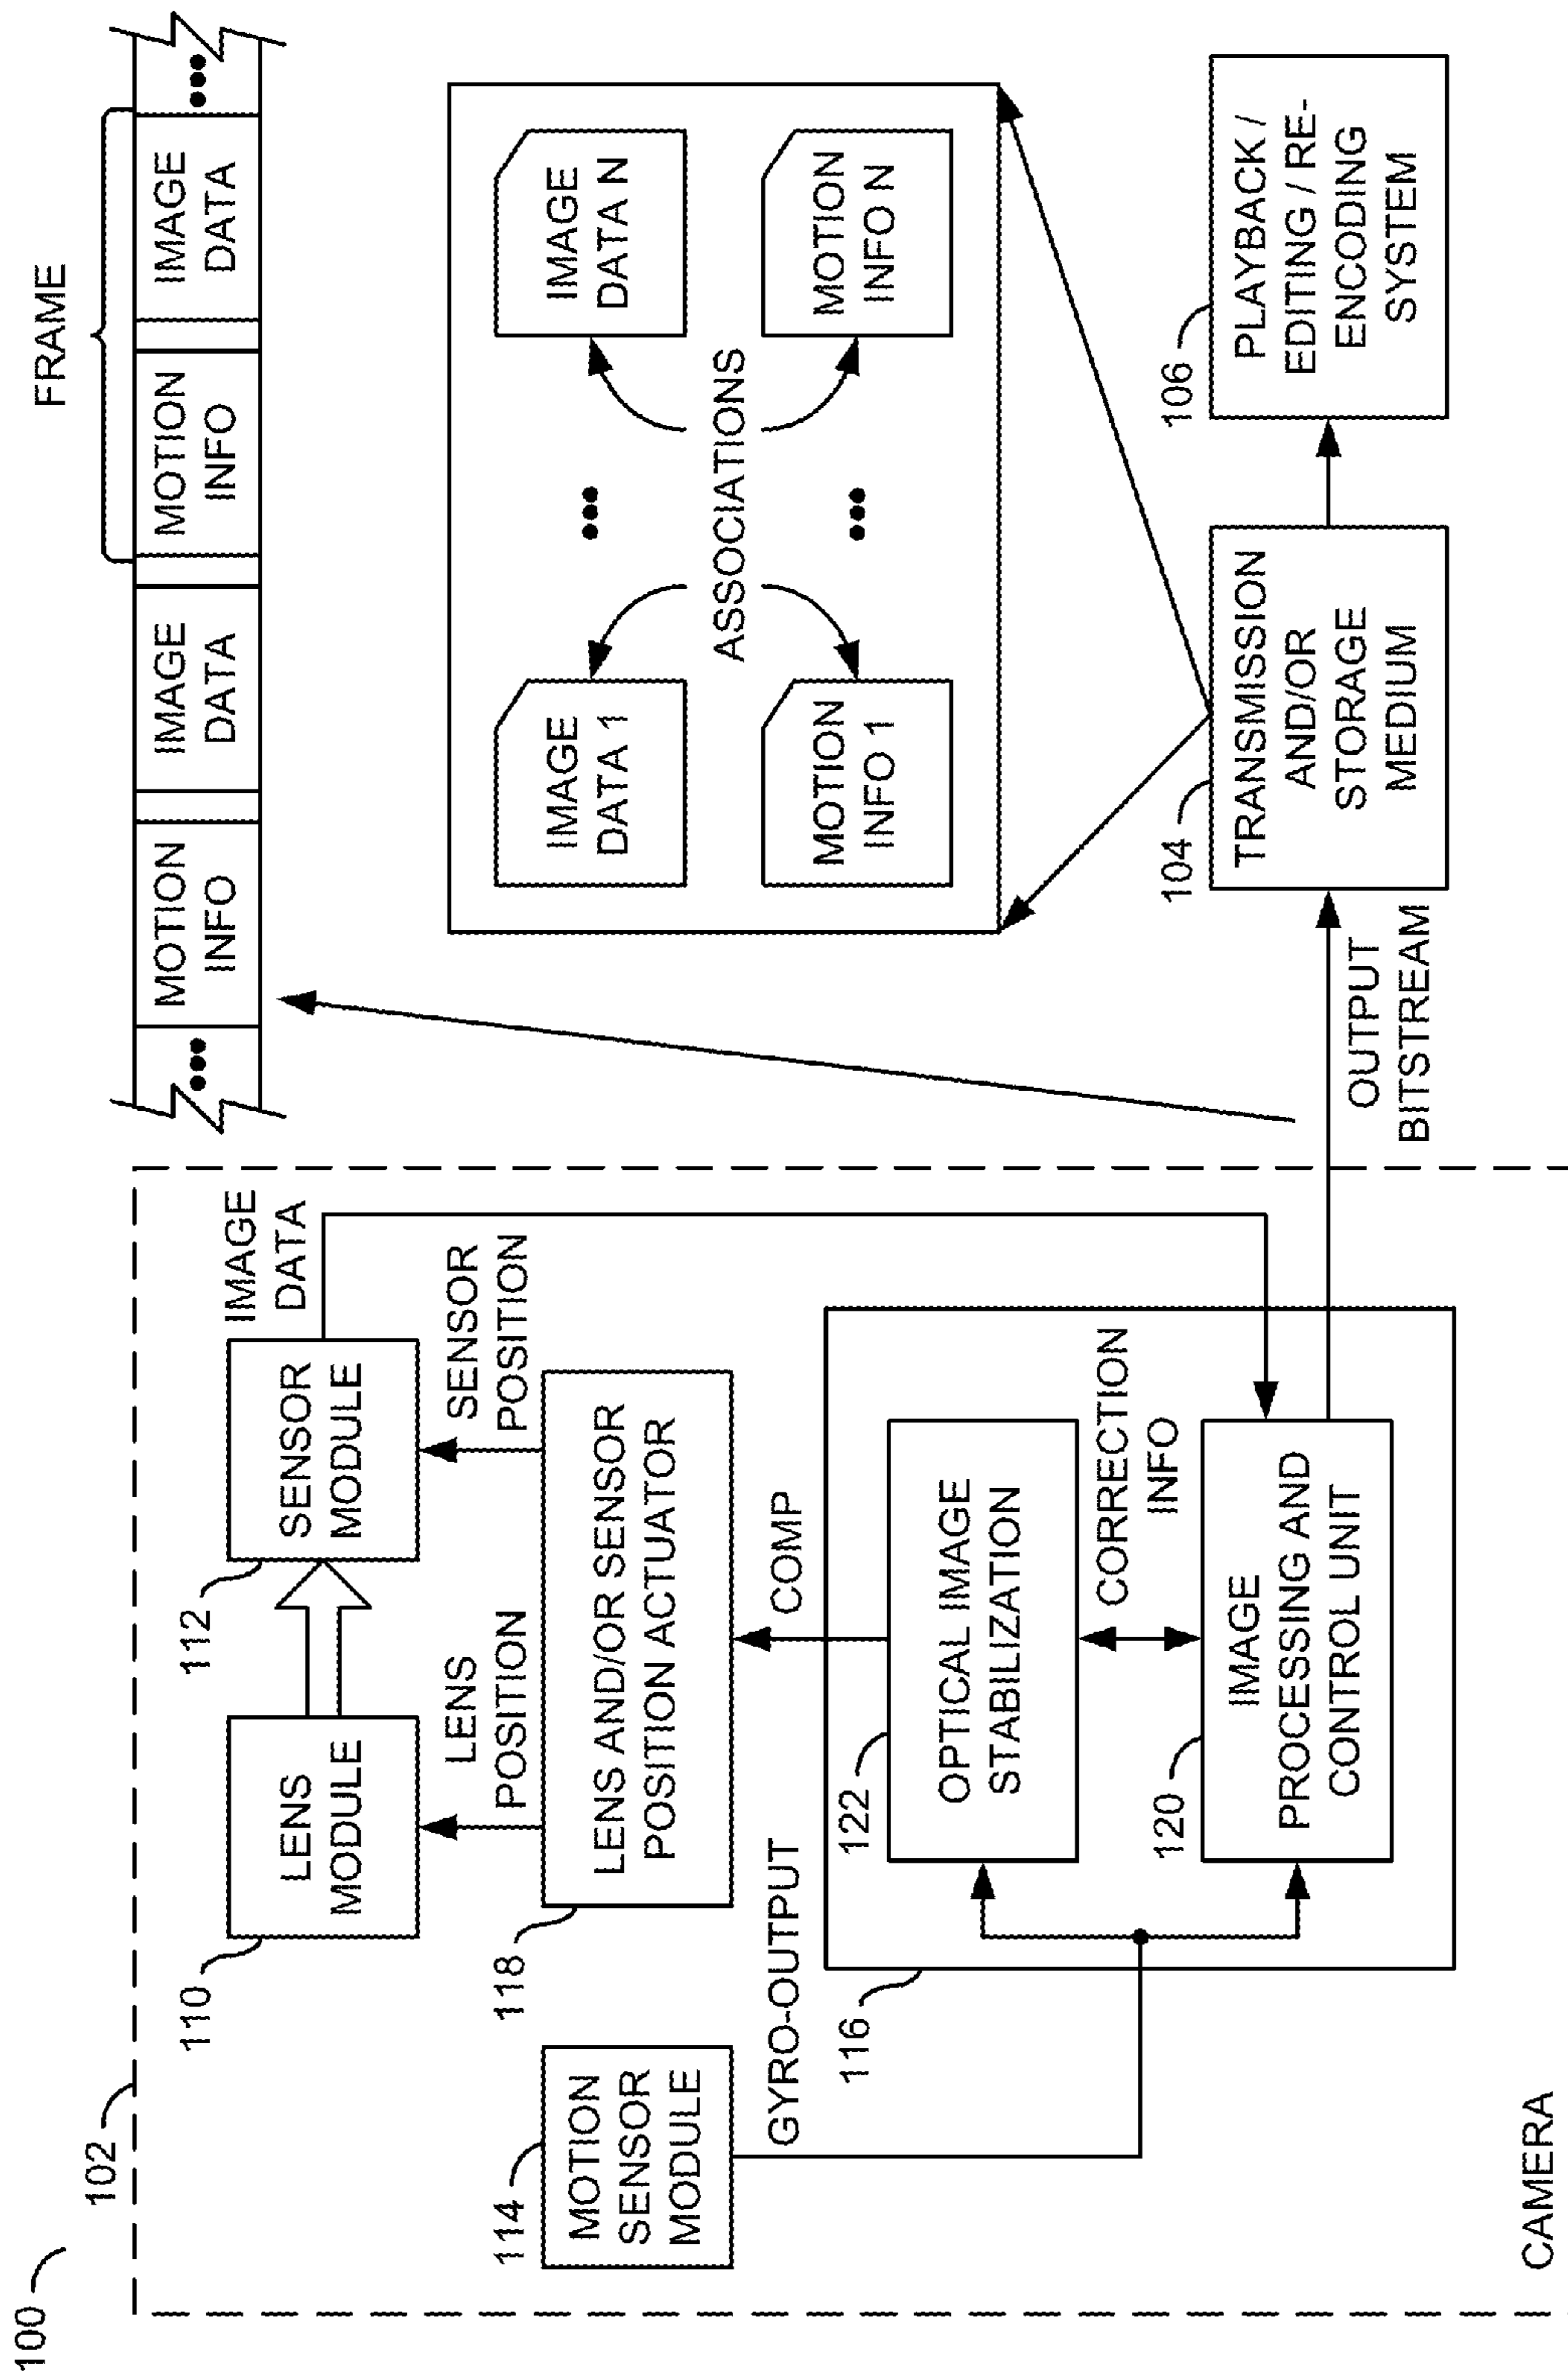 100
102
CAMERA
110
LENS
MODULE
112
SENSOR
MODULE
IMAGE
DATA
LENS
POSITION
SENSOR
POSITION
114
MOTION
SENSOR
MODULE
118
LENS AND/OR SENSOR
POSITION ACTUATOR
GYRO-OUTPUT
COMP
116
122
OPTICAL IMAGE
STABILIZATION
CORRECTION
INFO
120
IMAGE
PROCESSING AND
CONTROL UNIT
OUTPUT
BITSTREAM
FRAME
•••
MOTION
INFO
IMAGE
DATA
MOTION
INFO
IMAGE
DATA
•••
IMAGE
DATA 1
•••
IMAGE
DATA N
ASSOCIATIONS
MOTION
INFO 1
•••
MOTION
INFO N
104
TRANSMISSION
AND/OR
STORAGE
MEDIUM
106
PLAYBACK /
EDITING / RE-
ENCODING
SYSTEM